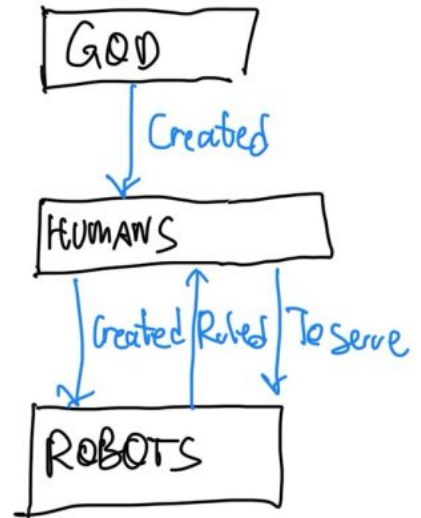 GOD
Created
HUMANS
Created Ruled To serve
ROBOTS